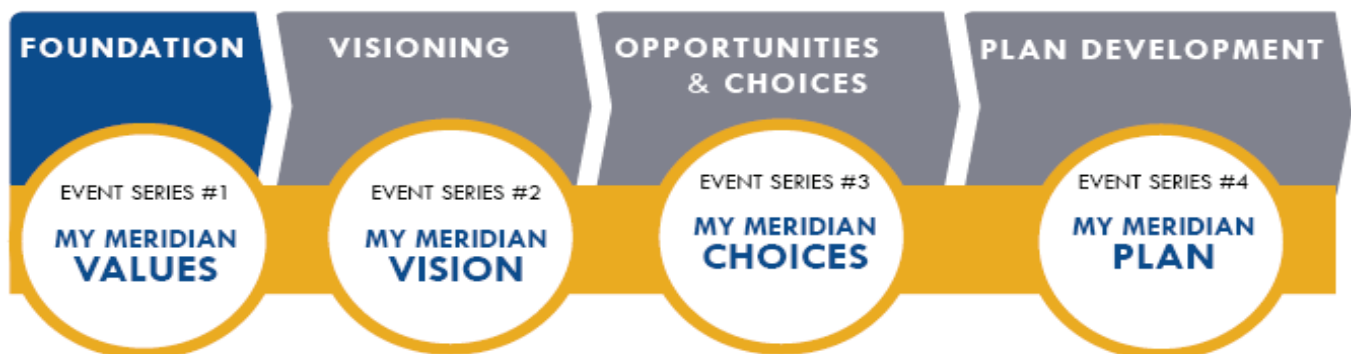 FOUNDATION
VISIONING
OPPORTUNITIES
& CHOICES
PLAN DEVELOPMENT
EVENT SERIES #1
MY MERIDIAN
VALUES
EVENT SERIES #2
MY MERIDIAN
VISION
EVENT SERIES #3
MY MERIDIAN
CHOICES
EVENT SERIES #4
MY MERIDIAN
PLAN